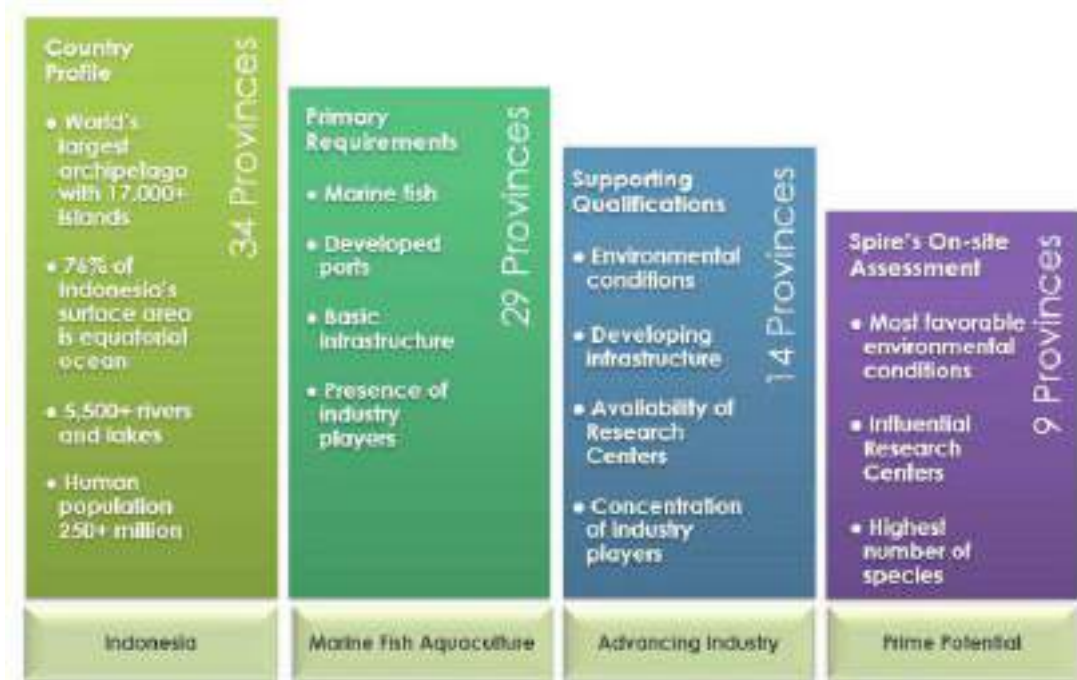 Country
Profile
• World's
largest
archipelago
with 17,000+
islands
• 76% of
Indonesia's
surface area
is equatorial
ocean
• 5,500+ rivers
and lakes
• Human
population
250+ million
34 Provinces
Indonesia
Primary
Requirements
• Marine fish
• Developed
ports
• Basic
infrastructure
• Presence of
industry
players
29 Provinces
Marine Fish Aquaculture
Supporting
Qualifications
• Environmental
conditions
• Developing
infrastructure
• Availability of
Research
Centers
• Concentration
of industry
players
14 Provinces
Advancing Industry
Spire's On-site
Assessment
• Most favorable
environmental
conditions
• Influential
Research
Centers
• Highest
number of
species
9 Provinces
Prime Potential